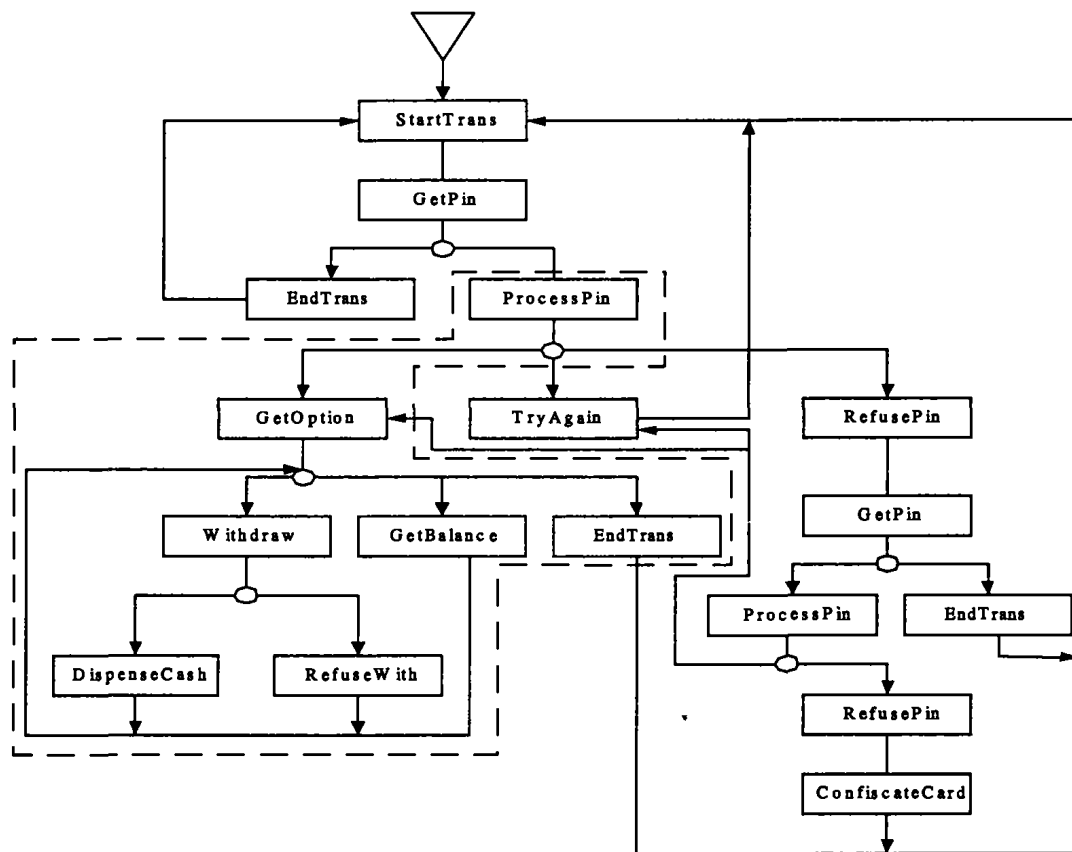 StartTrans
GetPin
EndTrans
ProcessPin
GetOption
TryAgain
RefusePin
GetPin
Withdraw
GetBalance
EndTrans
ProcessPin
EndTrans
DispenseCash
RefuseWith
RefusePin
ConfiscateCard